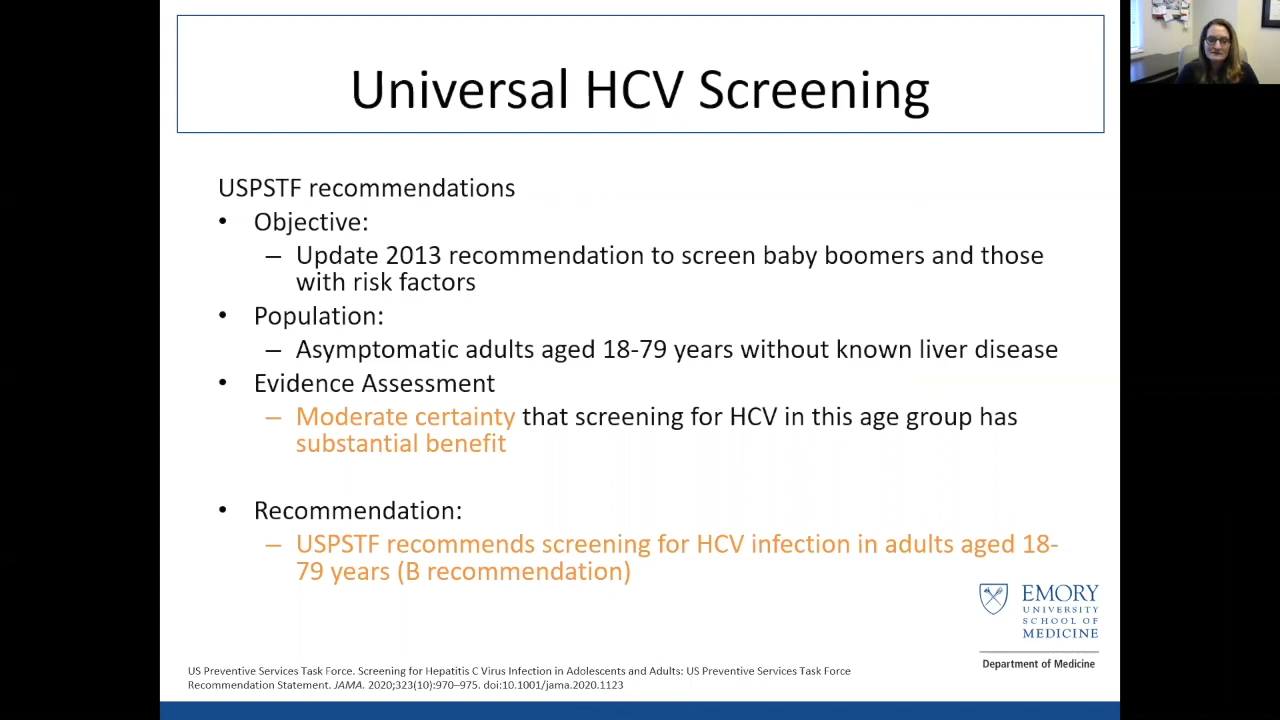 Universal HCV Screening
USPSTF recommendations
• Objective:
– Update 2013 recommendation to screen baby boomers and those
with risk factors
• Population:
– Asymptomatic adults aged 18-79 years without known liver disease
• Evidence Assessment
– Moderate certainty that screening for HCV in this age group has
substantial benefit
• Recommendation:
– USPSTF recommends screening for HCV infection in adults aged 18-
79 years (B recommendation)
EMORY
UNIVERSITY
SCHOOL OF
MEDICINE
Department of Medicine
US Preventive Services Task Force. Screening for Hepatitis C Virus Infection in Adolescents and Adults: US Preventive Services Task Force
Recommendation Statement. JAMA. 2020;323(10):970–975. doi:10.1001/jama.2020.1123